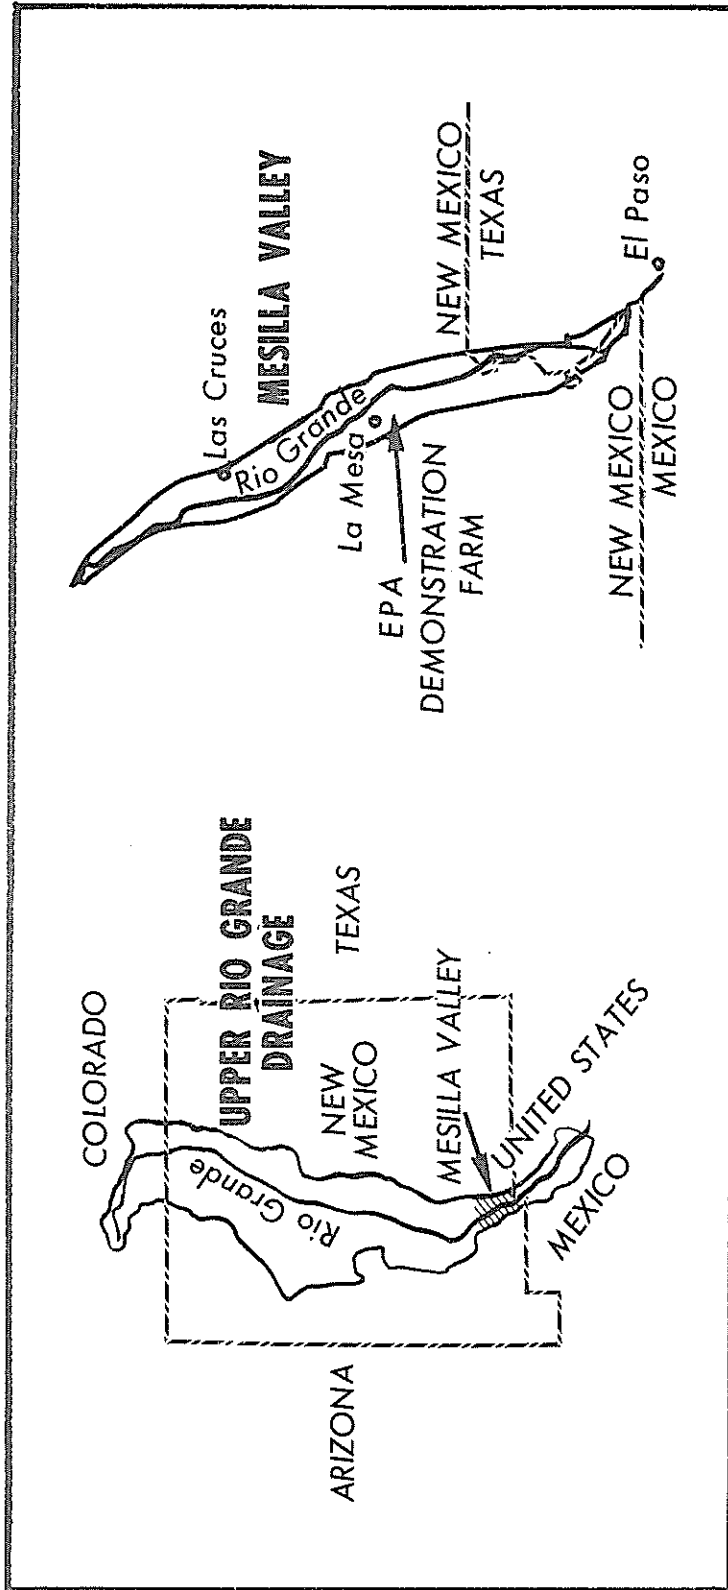 COLORADO
UPPER RIO GRANDE
DRAINAGE
Rio Grande
NEW
MEXICO
TEXAS
ARIZONA
MESILLA VALLEY
UNITED STATES
MEXICO
Las Cruces
MESILLA VALLEY
Rio Grande
La Mesa
EPA
DEMONSTRATION
FARM
NEW MEXICO
TEXAS
El Paso
NEW MEXICO
MEXICO